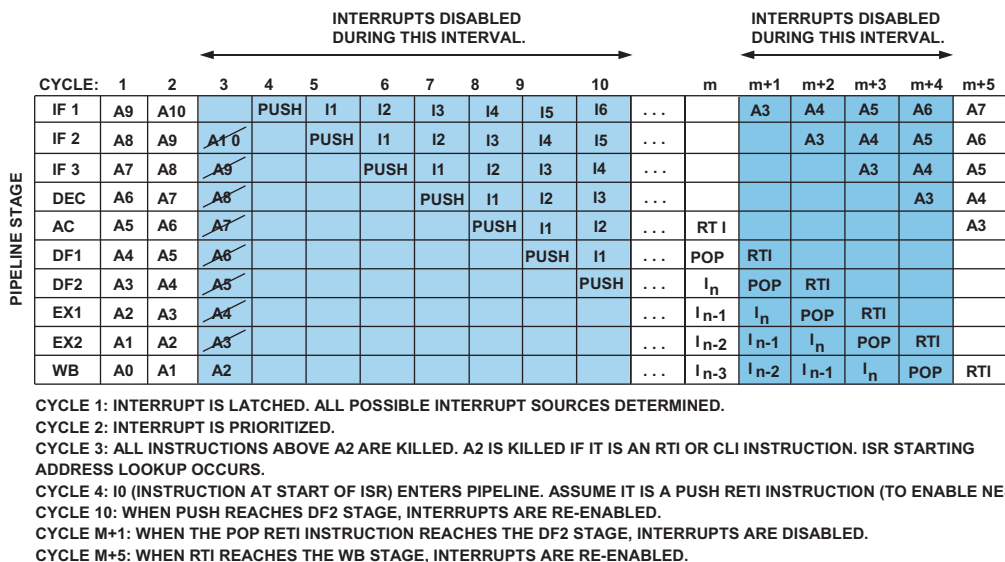 INTERRUPTS DISABLED DURING THIS INTERVAL.
INTERRUPTS DISABLED DURING THIS INTERVAL.
CYCLE: 1 2 3 4 5 6 7 8 9 10 m m+1 m+2 m+3 m+4 m+5
PIPELINE STAGE
IF 1 A9 A10 PUSH I1 I2 I3 I4 I5 I6 . . . A3 A4 A5 A6 A7
IF 2 A8 A9 A1 0 PUSH I1 I2 I3 I4 I5 . . . A3 A4 A5 A6
IF 3 A7 A8 A9 PUSH I1 I2 I3 I4 . . . A3 A4 A5
DEC A6 A7 A8 PUSH I1 I2 I3 . . . A3 A4
AC A5 A6 A7 PUSH I1 I2 . . . RT I A3
DF1 A4 A5 A6 PUSH I1 . . . POP RTI
DF2 A3 A4 A5 PUSH . . . In POP RTI
EX1 A2 A3 A4 . . . I n-1 In POP RTI
EX2 A1 A2 A3 . . . I n-2 I n-1 In POP RTI
WB A0 A1 A2 . . . I n-3 I n-2 I n-1 In POP RTI
CYCLE 1: INTERRUPT IS LATCHED. ALL POSSIBLE INTERRUPT SOURCES DETERMINED.
CYCLE 2: INTERRUPT IS PRIORITIZED.
CYCLE 3: ALL INSTRUCTIONS ABOVE A2 ARE KILLED. A2 IS KILLED IF IT IS AN RTI OR CLI INSTRUCTION. ISR STARTING
ADDRESS LOOKUP OCCURS.
CYCLE 4: I0 (INSTRUCTION AT START OF ISR) ENTERS PIPELINE. ASSUME IT IS A PUSH RETI INSTRUCTION (TO ENABLE NE
CYCLE 10: WHEN PUSH REACHES DF2 STAGE, INTERRUPTS ARE RE-ENABLED.
CYCLE M+1: WHEN THE POP RETI INSTRUCTION REACHES THE DF2 STAGE, INTERRUPTS ARE DISABLED.
CYCLE M+5: WHEN RTI REACHES THE WB STAGE, INTERRUPTS ARE RE-ENABLED.